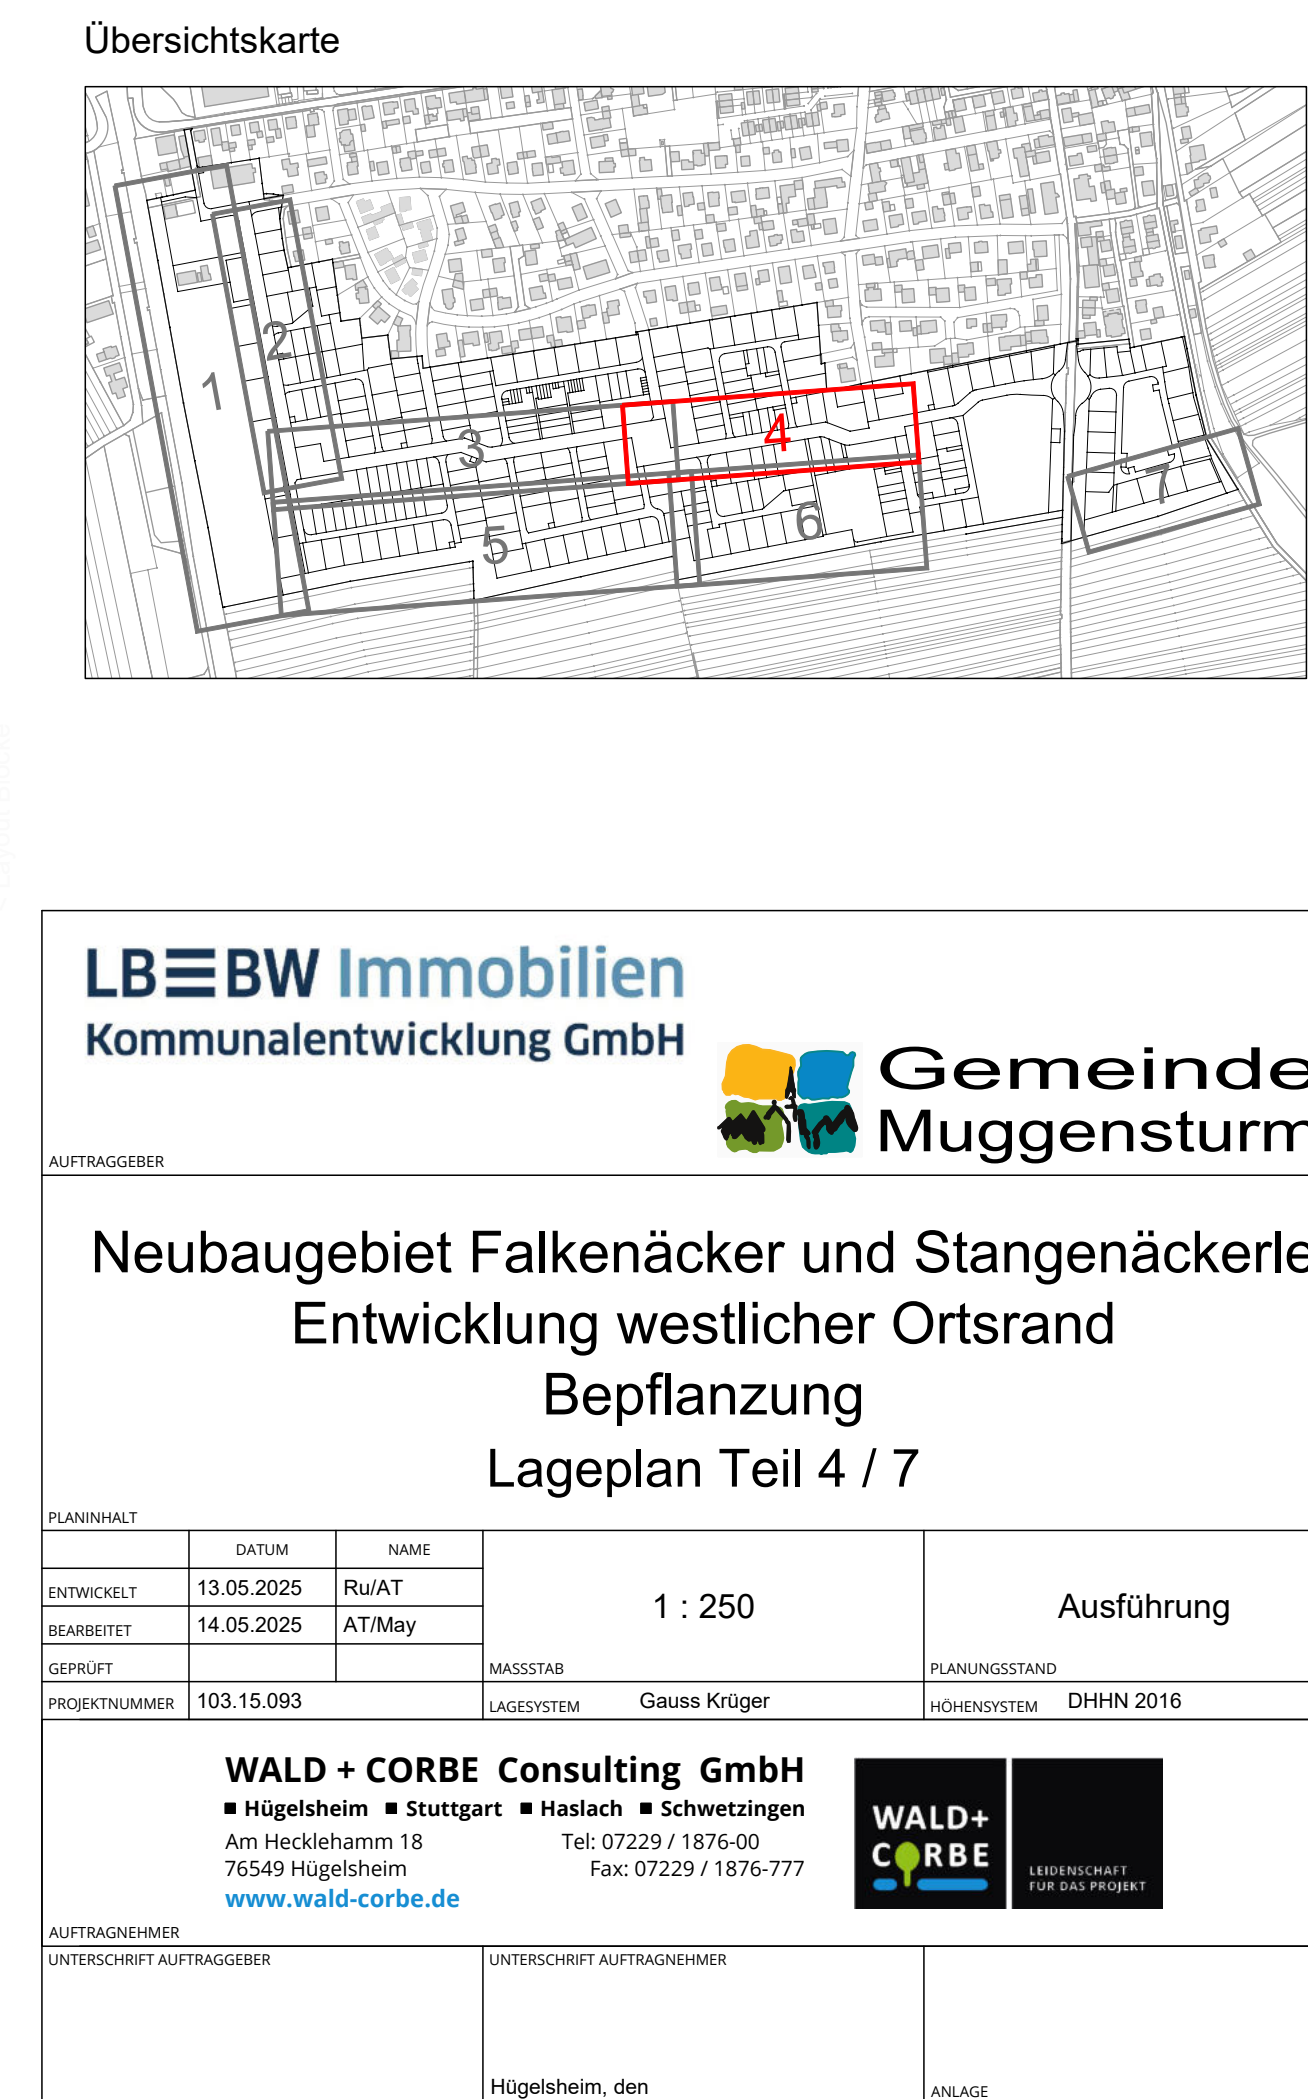 Übersichtskarte
1
2
3
4
5
6
7
LBBW Immobilien
Kommunalentwicklung GmbH
Gemeinde
Muggensturm
AUFTRAGGEBER
Neubaugebiet Falkenäcker und Stangenäckerle
Entwicklung westlicher Ortsrand
Bepflanzung
Lageplan Teil 4 / 7
PLANINHALT
DATUM NAME
ENTWICKELT 13.05.2025 Ru/AT
BEARBEITET 14.05.2025 AT/May
GEPRÜFT
1 : 250
MASSSTAB
Ausführung
PLANUNGSSTAND
PROJEKTNUMMER 103.15.093 LAGESYSTEM Gauss Krüger HÖHENSYSTEM DHHN 2016
WALD + CORBE Consulting GmbH
■ Hügelsheim ■ Stuttgart ■ Haslach ■ Schwetzingen
Am Hecklehamm 18 Tel: 07229 / 1876-00
76549 Hügelsheim Fax: 07229 / 1876-777
www.wald-corbe.de
WALD+
CORBE
LEIDENSCHAFT
FÜR DAS PROJEKT
AUFTRAGNEHMER
UNTERSCHRIFT AUFTRAGGEBER UNTERSCHRIFT AUFTRAGNEHMER
Hügelsheim, den
ANLAGE